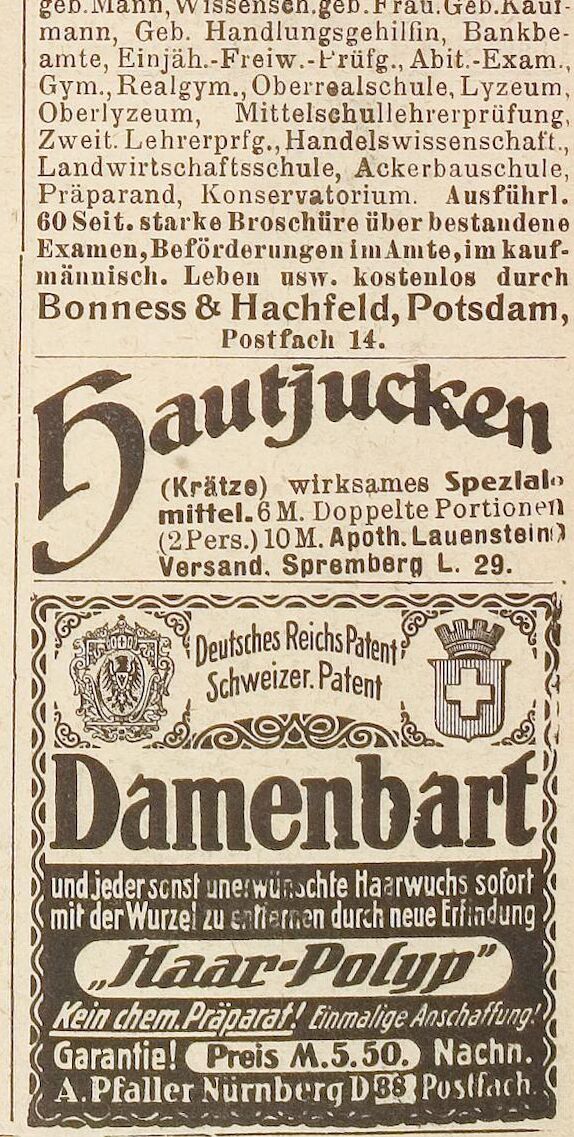 geb. Mann, Wissensch. geb. Frau. Geb. Kauf-
mann, Geb. Handlungsgehilfin, Bankbe-
amte, Einjäh.-Freiw.-Prüfg., Abit.-Exam.,
Gym., Realgym., Oberrealschule, Lyzeum,
Oberlyzeum, Mittelschullehrerprüfung,
Zweit. Lehrerprfg., Handelswissenschaft.,
Landwirtschaftsschule, Ackerbauschule,
Präparand, Konservatorium. Ausführl.
60 Seit. starke Broschüre über bestandene
Examen, Beförderungen im Amte, im kauf-
männisch. Leben usw. kostenlos durch
Bonness & Hachfeld, Potsdam,
Postfach 14.
Hautjucken
(Krätze) wirksames Spezial-
mittel. 6 M. Doppelte Portionen
(2 Pers.) 10 M. Apoth. Lauensteins
Versand, Spremberg L. 29.
Deutsches Reichs Patent
Schweizer. Patent
Damenbart
und jeder sonst unerwünschte Haarwuchs sofort
mit der Wurzel zu entfernen durch neue Erfindung
„Haar-Polyp"
Kein chem. Präparat! Einmalige Anschaffung!
Garantie! Preis M. 5.50. Nachn.
A. Pfaller Nürnberg D 88 Postfach.